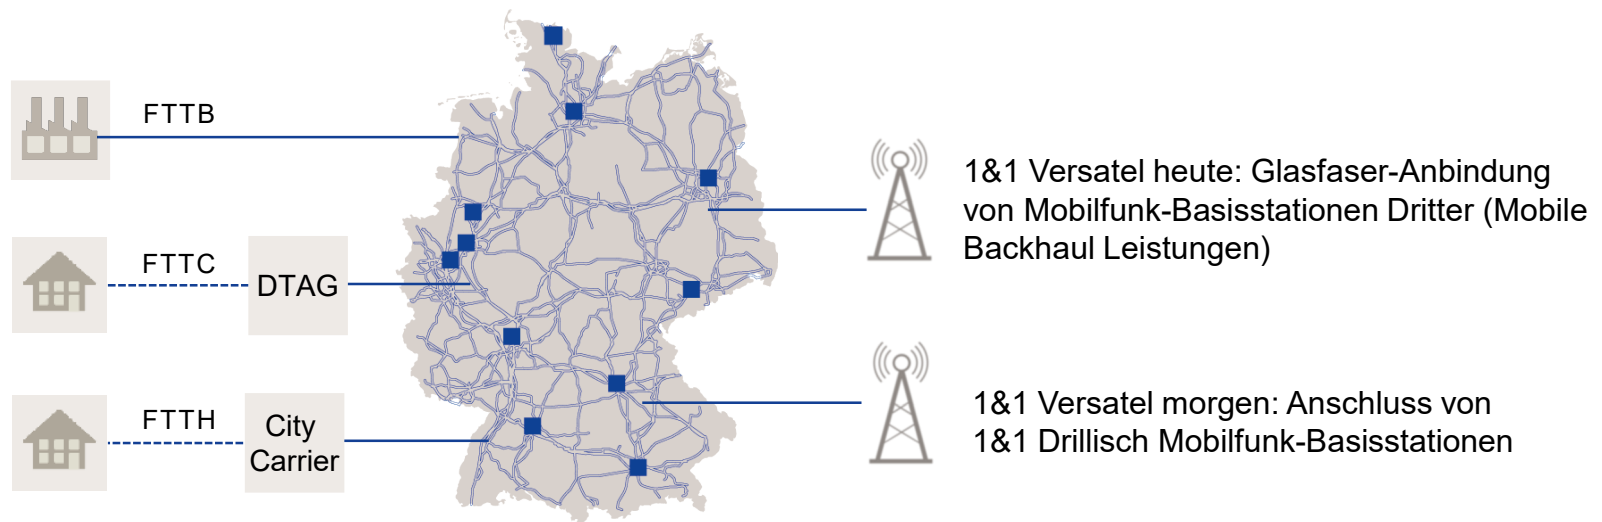 FTTB
FTTC
DTAG
FTTH
City
Carrier
1&1 Versatel heute: Glasfaser-Anbindung
von Mobilfunk-Basisstationen Dritter (Mobile
Backhaul Leistungen)
1&1 Versatel morgen: Anschluss von
1&1 Drillisch Mobilfunk-Basisstationen